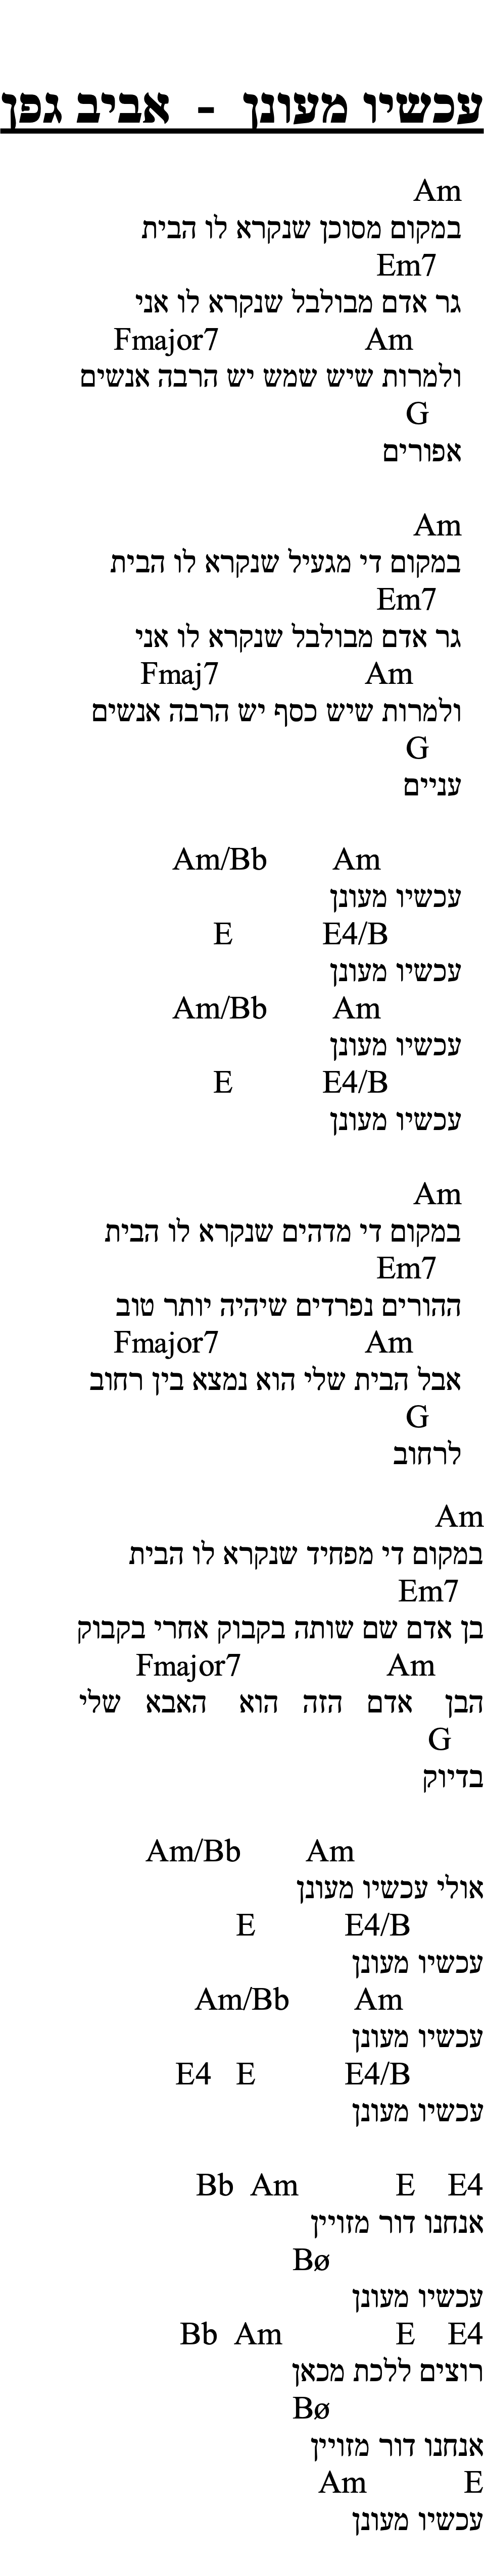 עכשיו מעונן - אביב גפן
Am
במקום מסוכן שנקרא לו הבית
Em7
גר אדם מבולבל שנקרא לו אני
Am Fmajor7
ולמרות שיש שמש יש הרבה אנשים
G
אפורים
Am
במקום די מגעיל שנקרא לו הבית
Em7
גר אדם מבולבל שנקרא לו אני
Am Fmaj7
ולמרות שיש כסף יש הרבה אנשים
G
עניים
Am Am/Bb
עכשיו מעונן
E4/B E
עכשיו מעונן
Am Am/Bb
עכשיו מעונן
E4/B E
עכשיו מעונן
Am
במקום די מדהים שנקרא לו הבית
Em7
ההורים נפרדים שיהיה יותר טוב
Am Fmajor7
אבל הבית שלי הוא נמצא בין רחוב
G
לרחוב
Am
במקום די מפחיד שנקרא לו הבית
Em7
בן אדם שם שותה בקבוק אחרי בקבוק
Am Fmajor7
הבן אדם הזה הוא האבא שלי
G
בדיוק
Am Am/Bb
אולי עכשיו מעונן
E4/B E
עכשיו מעונן
Am Am/Bb
עכשיו מעונן
E4/B E E4
עכשיו מעונן
E4 E Am Bb
אנחנו דור מזויין
Bø
עכשיו מעונן
E4 E Am Bb
רוצים ללכת מכאן
Bø
אנחנו דור מזויין
E Am
עכשיו מעונן